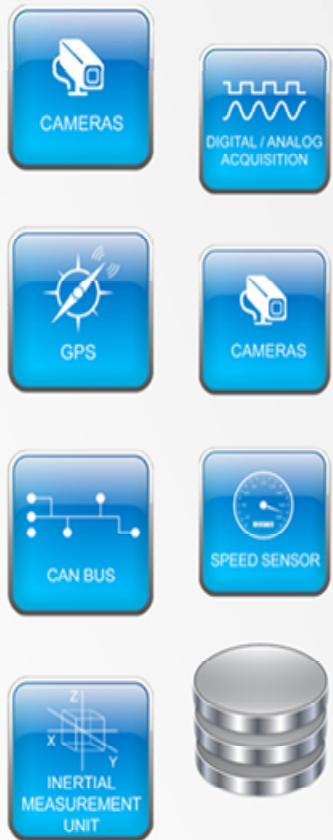 CAMERAS
DIGITAL / ANALOG
ACQUISITION
GPS
CAMERAS
CAN BUS
SPEED SENSOR
Z
X
Y
INERTIAL
MEASUREMENT
UNIT